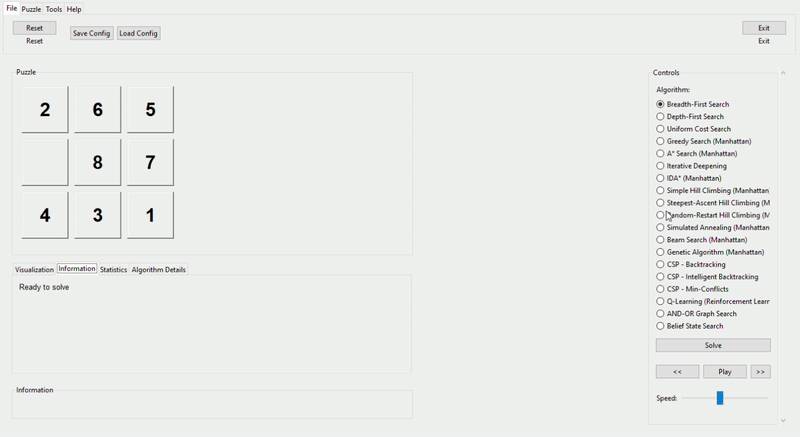 File Puzzle Tools Help
Reset
Save Config Load Config
Exit
Reset
Exit
Puzzle
2 6 5
8 7
4 3 1
Visualization Information Statistics Algorithm Details
Ready to solve
Information
Controls
Algorithm:
Breadth-First Search
Depth-First Search
Uniform Cost Search
Greedy Search (Manhattan)
A* Search (Manhattan)
Iterative Deepening
IDA* (Manhattan)
Simple Hill Climbing (Manhattan
Steepest-Ascent Hill Climbing (M
Random-Restart Hill Climbing (M
Simulated Annealing (Manhattan
Beam Search (Manhattan)
Genetic Algorithm (Manhattan)
CSP - Backtracking
CSP - Intelligent Backtracking
CSP - Min-Conflicts
Q-Learning (Reinforcement Learr
AND-OR Graph Search
Belief State Search
Solve
<< Play >>
Speed: